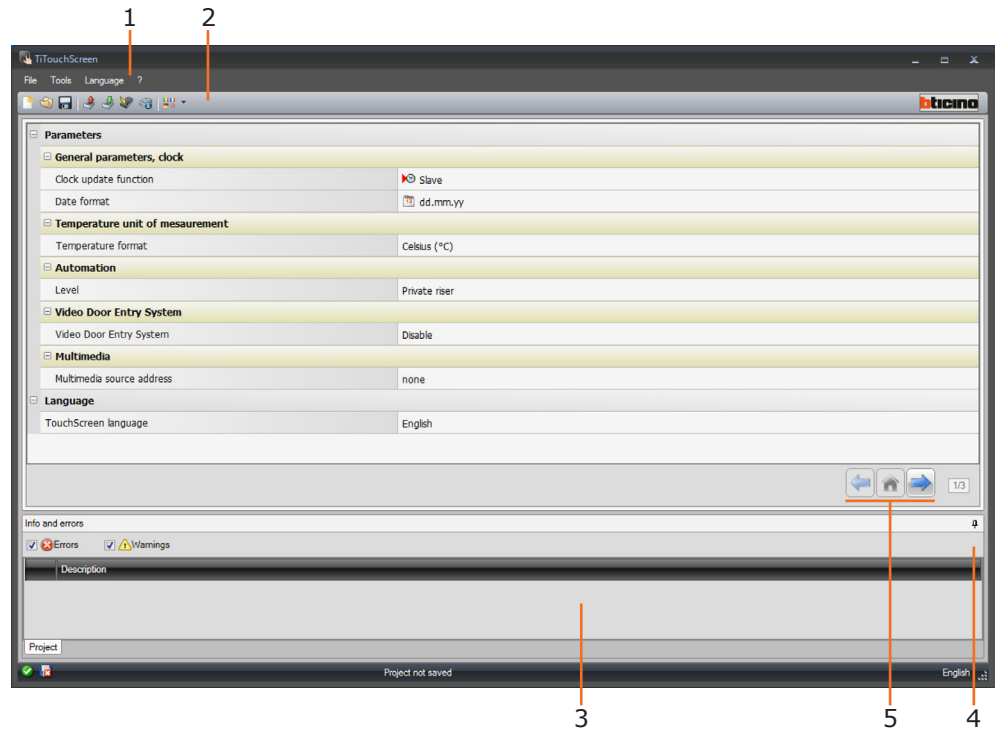 1 2
TiTouchScreen
File Tools Language ?
bticino
Parameters
General parameters, clock
Clock update function Slave
Date format dd.mm.yy
Temperature unit of mesaurement
Temperature format Celsius (°C)
Automation
Level Private riser
Video Door Entry System
Video Door Entry System Disable
Multimedia
Multimedia source address none
Language
TouchScreen language English
1/3
Info and errors
Errors Warnings
Description
Project
Project not saved English
3 5 4